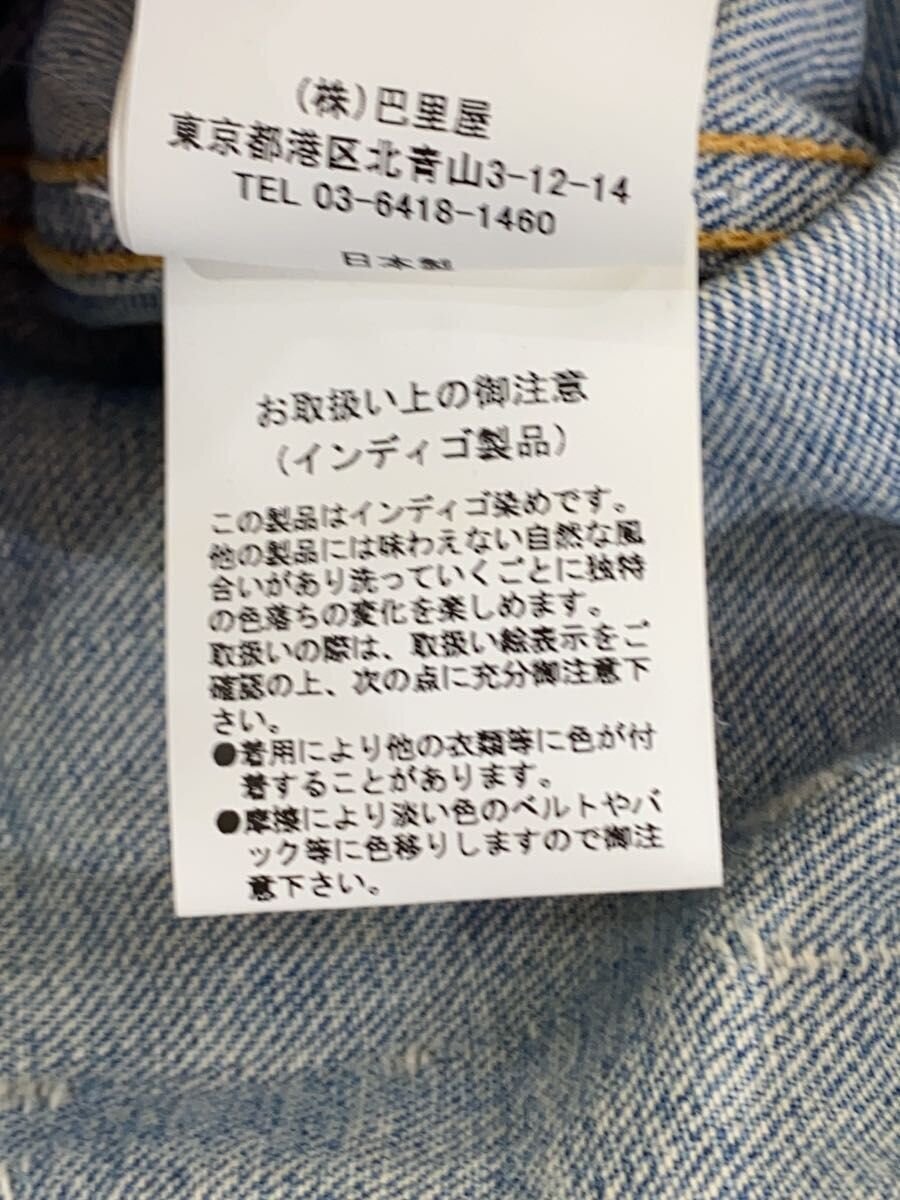 (株)巴里屋
東京都港区北青山3-12-14
TEL 03-6418-1460
日本製
お取扱い上の御注意
(インディゴ製品)
この製品はインディゴ染めです。
他の製品には味わえない自然な風
合いがあり洗っていくごとに独特
の色落ちの変化を楽しめます。
取扱いの際は、取扱い絵表示をご
確認の上、次の点に充分御注意下
さい。
●着用により他の衣類等に色が付
着することがあります。
●摩擦により淡い色のベルトやバ
ック等に色移りしますので御注
意下さい。